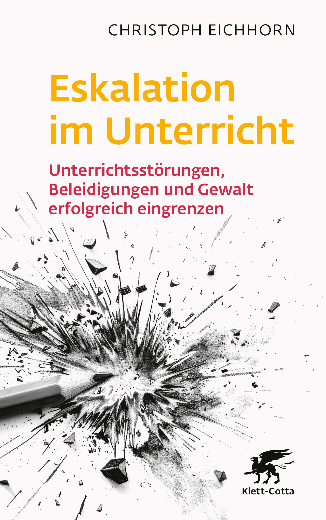 CHRISTOPH EICHHORN
Eskalation
im Unterricht
Unterrichtsstörungen,
Beleidigungen und Gewalt
erfolgreich eingrenzen
Klett-Cotta